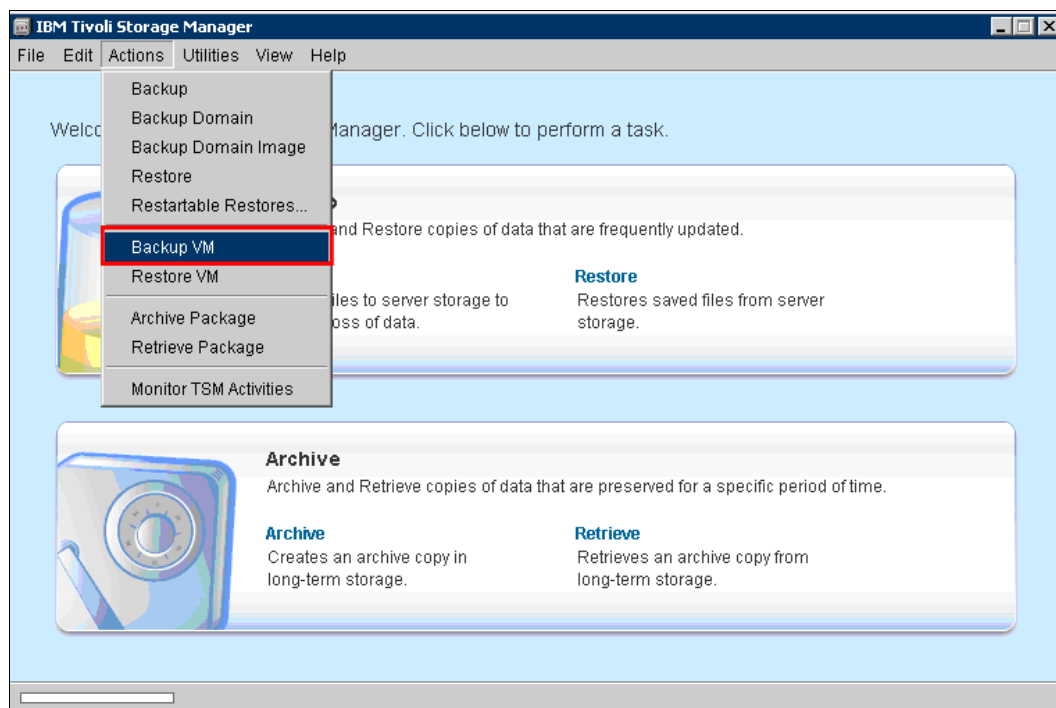 IBM Tivoli Storage Manager
File Edit Actions Utilities View Help
Backup
Backup Domain
Backup Domain Image
Restore
Restartable Restores...
Backup VM
Restore VM
Archive Package
Retrieve Package
Monitor TSM Activities
Manager. Click below to perform a task.
and Restore copies of data that are frequently updated.
to server storage to
of data.
Restore
Restores saved files from server
storage.
Archive
Archive and Retrieve copies of data that are preserved for a specific period of time.
Archive
Creates an archive copy in
long-term storage.
Retrieve
Retrieves an archive copy from
long-term storage.